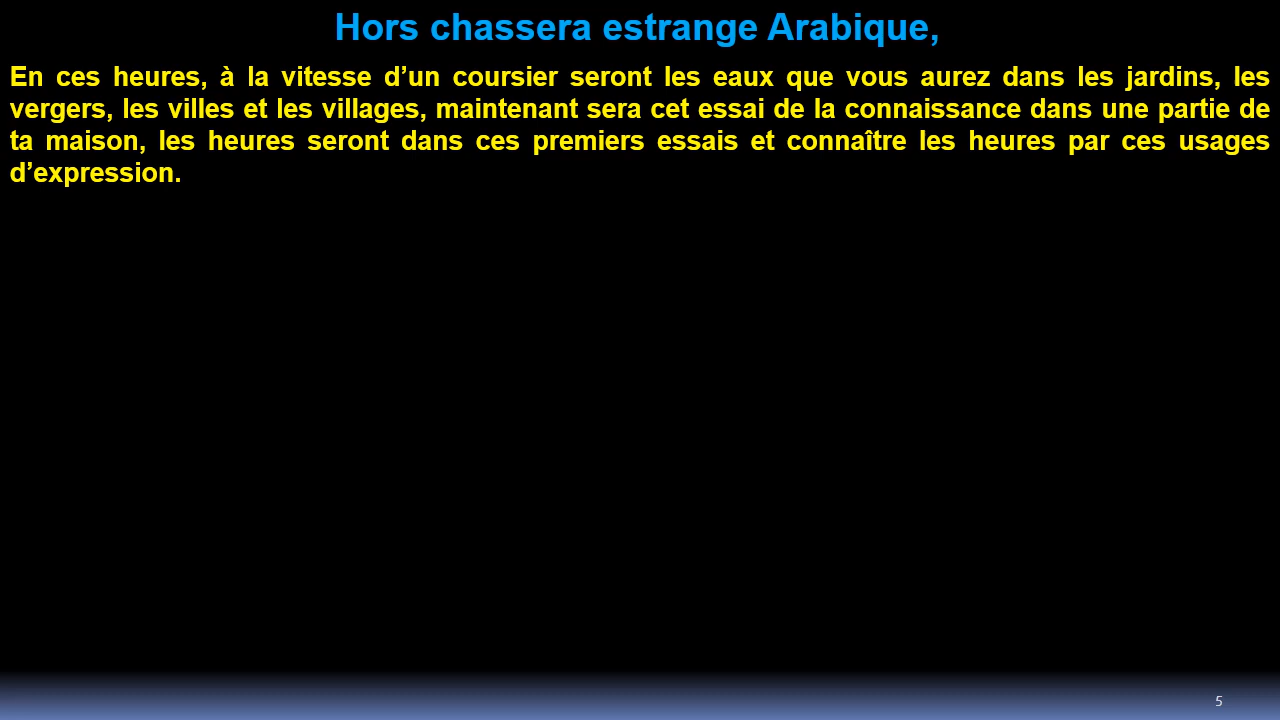 Hors chassera estrange Arabique,
En ces heures, à la vitesse d’un coursier seront les eaux que vous aurez dans les jardins, les
vergers, les villes et les villages, maintenant sera cet essai de la connaissance dans une partie de
ta maison, les heures seront dans ces premiers essais et connaître les heures par ces usages
d’expression.
5